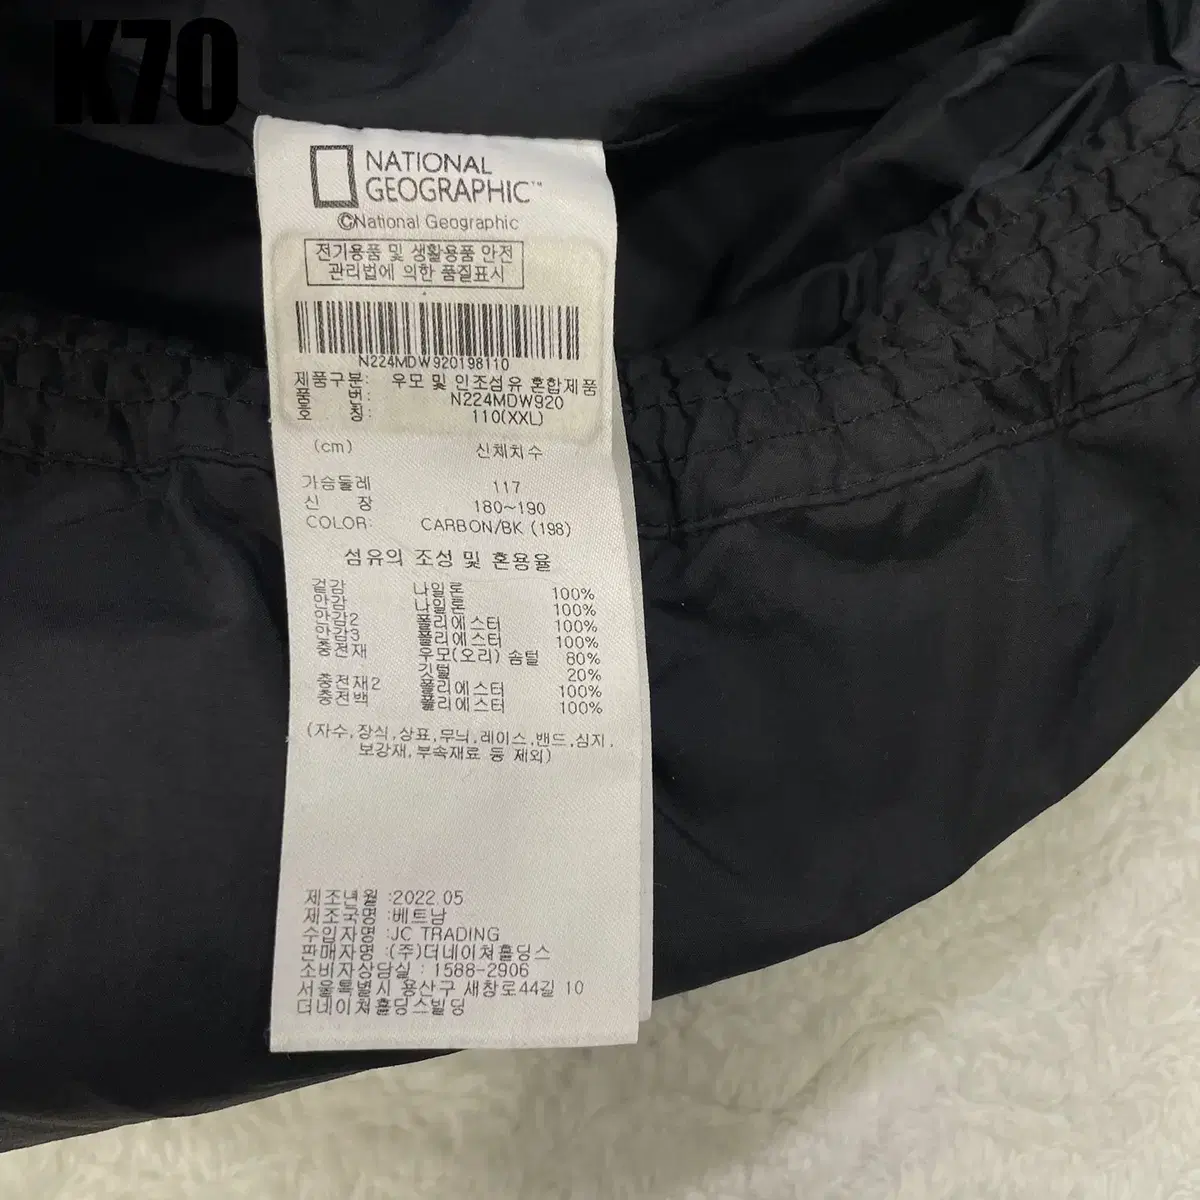 K70
NATIONAL
GEOGRAPHIC™
©National Geographic
전기용품 및 생활용품 안전
관리법에 의한 품질표시
N224MDW920198110
제품구분: 우모 및 인조섬유 혼합제품
품 번: N224MDW920
호 칭: 110(XXL)
(cm) 신체치수
가슴둘레 117
신 장 180~190
COLOR: CARBON/BK (198)
섬유의 조성 및 혼용율
겉감 나일론 100%
안감 나일론 100%
안감2 폴리에스터 100%
안감3 폴리에스터 100%
충전재 우모(오리) 솜털 80%
깃털 20%
충전재2 폴리에스터 100%
충전백 폴리에스터 100%
(자수,장식,상표,무늬,레이스,밴드,심지,
보강재,부속재료 등 제외)
제조년월 :2022.05
제조국명 :베트남
수입자명 :JC TRADING
판매자명 :(주)더네이쳐홀딩스
소비자상담실 : 1588-2906
서울특별시 용산구 새창로44길 10
더네이쳐홀딩스빌딩